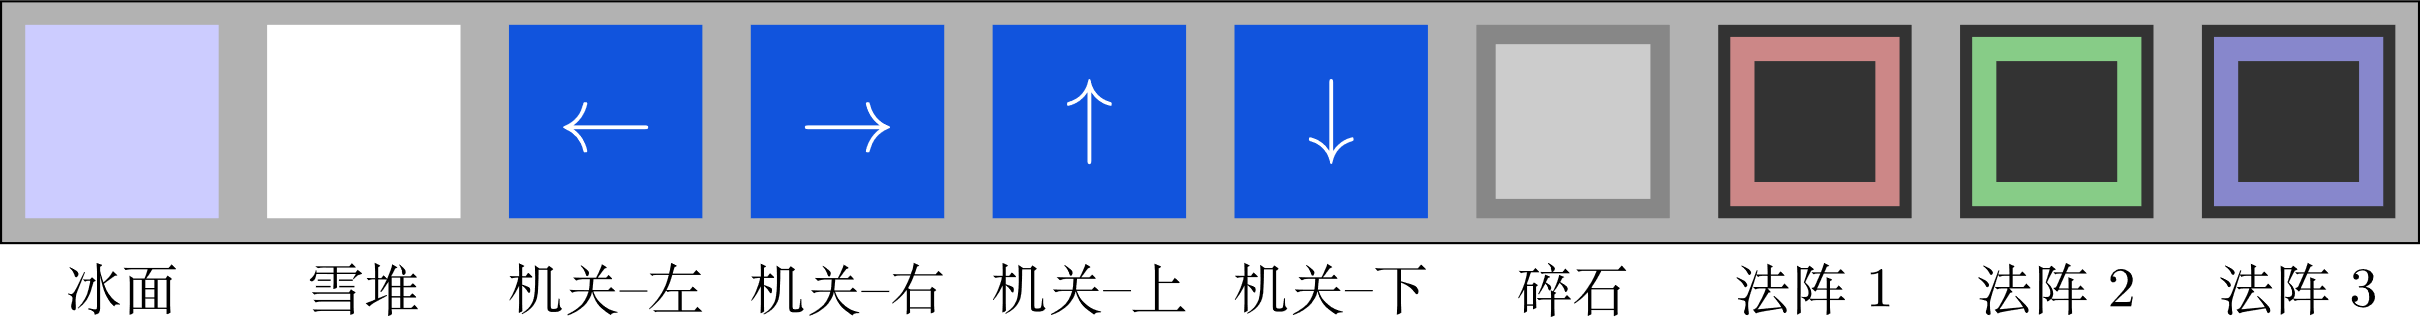 冰面 雪堆 机关–左 机关–右 机关–上 机关–下 碎石 法阵 1 法阵 2 法阵 3